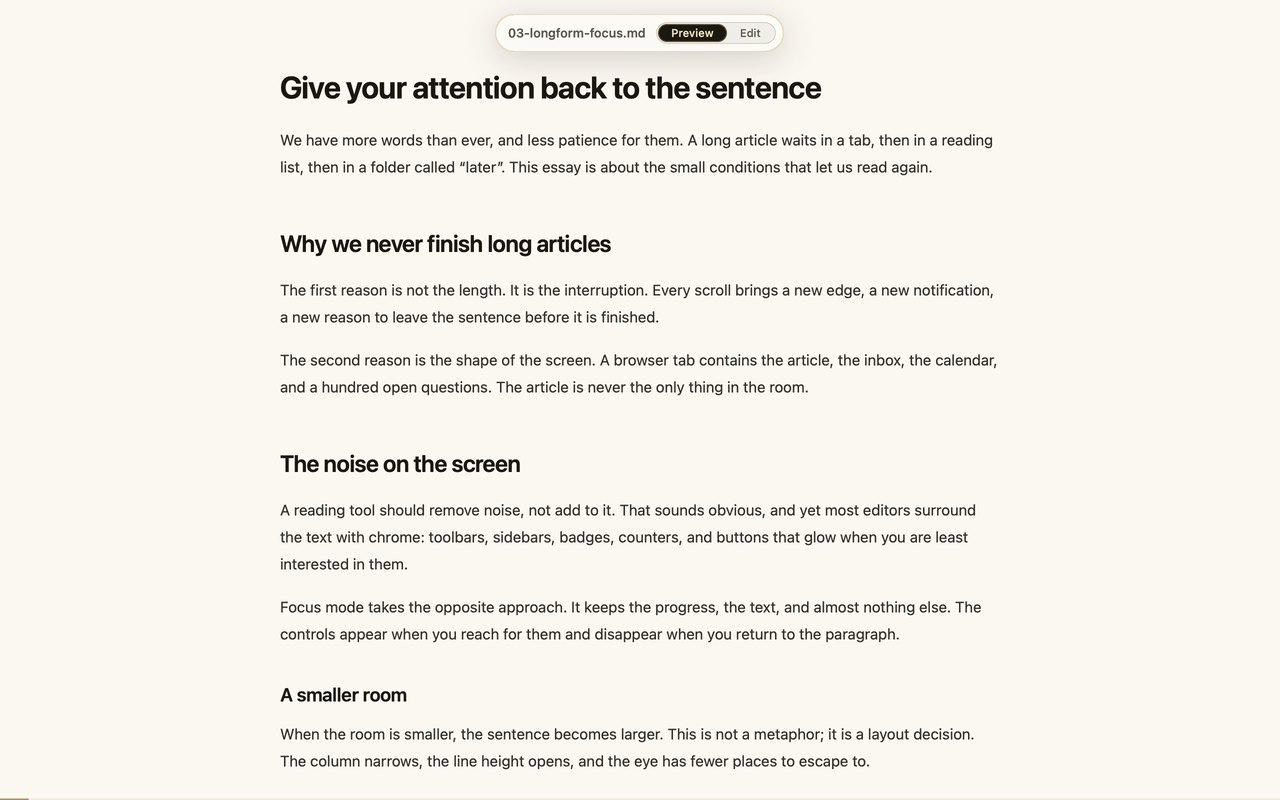 03-longform-focus.md Preview Edit
Give your attention back to the sentence
We have more words than ever, and less patience for them. A long article waits in a tab, then in a reading
list, then in a folder called “later”. This essay is about the small conditions that let us read again.
Why we never finish long articles
The first reason is not the length. It is the interruption. Every scroll brings a new edge, a new notification,
a new reason to leave the sentence before it is finished.
The second reason is the shape of the screen. A browser tab contains the article, the inbox, the calendar,
and a hundred open questions. The article is never the only thing in the room.
The noise on the screen
A reading tool should remove noise, not add to it. That sounds obvious, and yet most editors surround
the text with chrome: toolbars, sidebars, badges, counters, and buttons that glow when you are least
interested in them.
Focus mode takes the opposite approach. It keeps the progress, the text, and almost nothing else. The
controls appear when you reach for them and disappear when you return to the paragraph.
A smaller room
When the room is smaller, the sentence becomes larger. This is not a metaphor; it is a layout decision.
The column narrows, the line height opens, and the eye has fewer places to escape to.